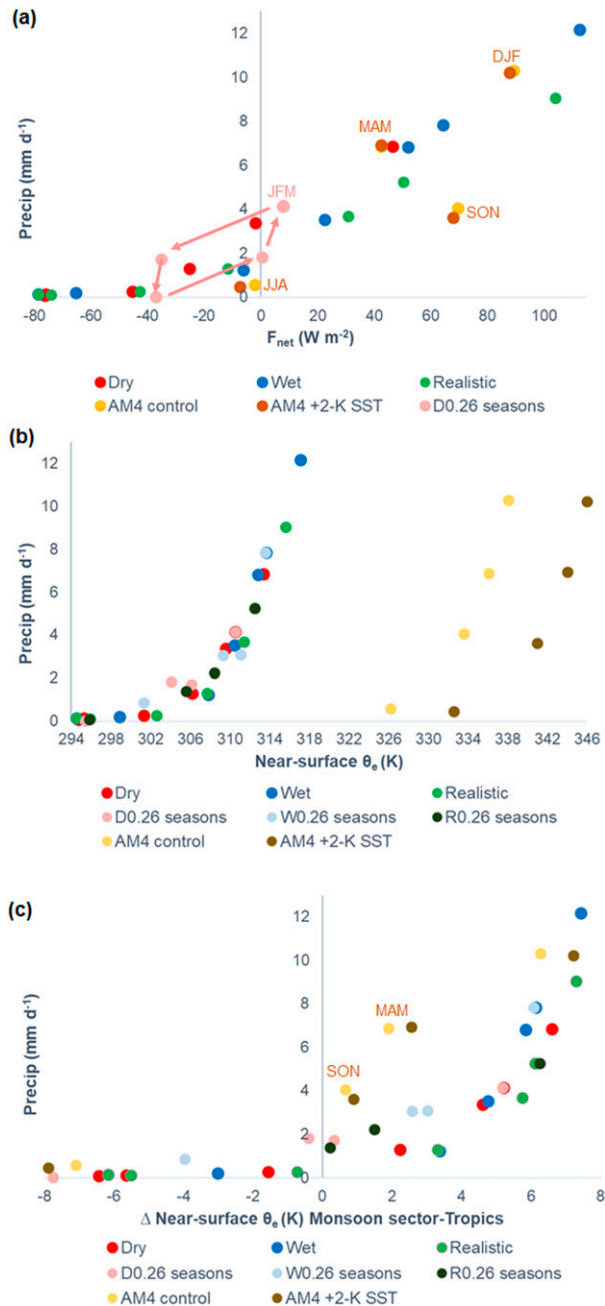 (a)
12
10
8
6
4
2
0
Precip (mm d⁻¹)
DJF
MAM
SON
JFM
JJA
-80 -60 -40 -20 0 20 40 60 80 100
Fnet (W m⁻²)
Dry Wet Realistic
AM4 control AM4 +2-K SST D0.26 seasons
(b)
12
10
8
6
4
2
0
Precip (mm d⁻¹)
294 298 302 306 310 314 318 322 326 330 334 338 342 346
Near-surface θe (K)
Dry Wet Realistic
D0.26 seasons W0.26 seasons R0.26 seasons
AM4 control AM4 +2-K SST
(c)
12
10
8
6
4
2
0
Precip (mm d⁻¹)
MAM
SON
-8 -6 -4 -2 0 2 4 6 8
Δ Near-surface θe (K) Monsoon sector-Tropics
Dry Wet Realistic
D0.26 seasons W0.26 seasons R0.26 seasons
AM4 control AM4 +2-K SST